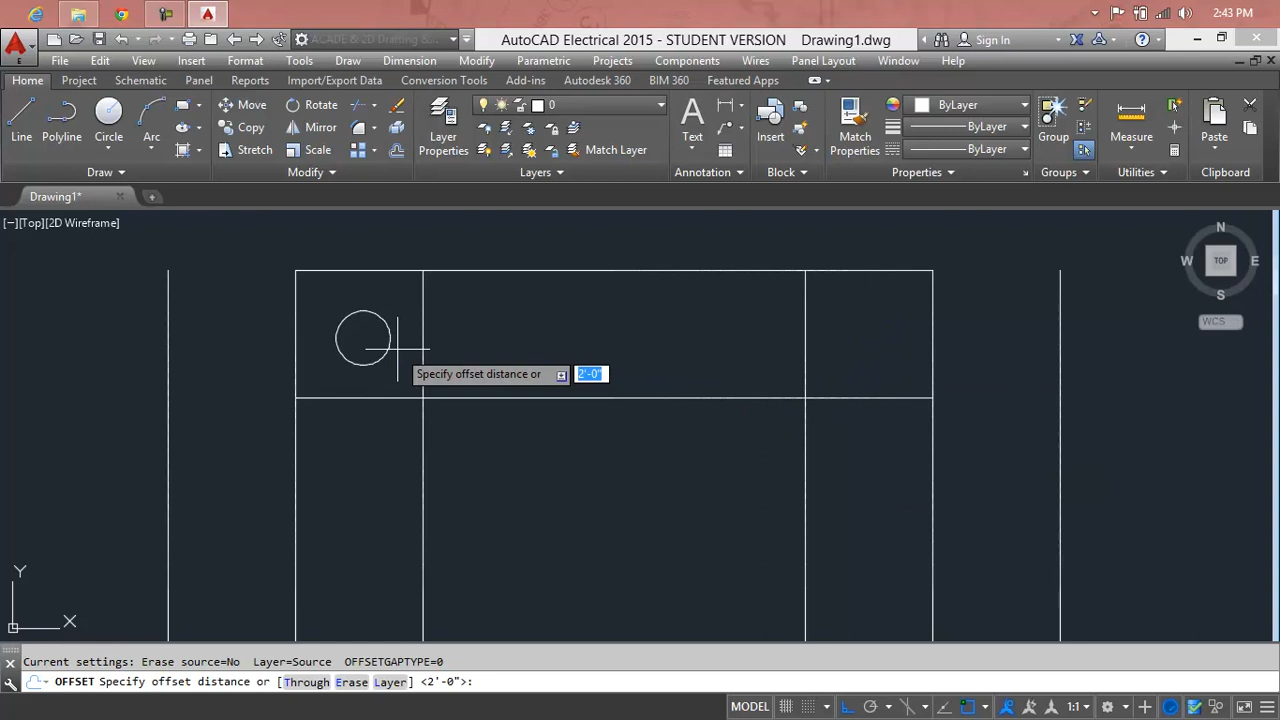 2:43 PM
ACADE & 2D Drafting &
AutoCAD Electrical 2015 - STUDENT VERSION Drawing1.dwg
Sign In
E
File Edit View Insert Format Tools Draw Dimension Modify Parametric Projects Components Wires Panel Layout Window Help
Home Project Schematic Panel Reports Import/Export Data Conversion Tools Add-ins Autodesk 360 BIM 360 Featured Apps
Line Polyline Circle Arc
Move Rotate
Copy Mirror
Stretch Scale
Layer Properties
0
Match Layer
Text
Insert
Match Properties
ByLayer
ByLayer
ByLayer
Group
Measure
Paste
Draw Modify Layers Annotation Block Properties Groups Utilities Clipboard
Drawing1*
[−][Top][2D Wireframe]
N
W TOP E
S
WCS
Specify offset distance or 2'-0"
Y
X
Current settings: Erase source=No Layer=Source OFFSETGAPTYPE=0
OFFSET Specify offset distance or [Through Erase Layer] <2'-0">:
MODEL 1:1